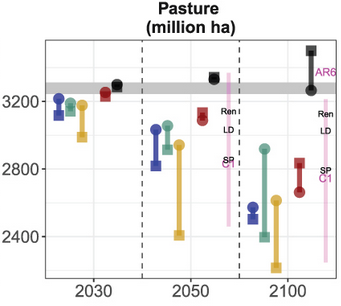 Pasture
(million ha)
3200
2800
2400
Ren
LD
SP
C1
AR6
Ren
LD
SP
C1
2030
2050
2100